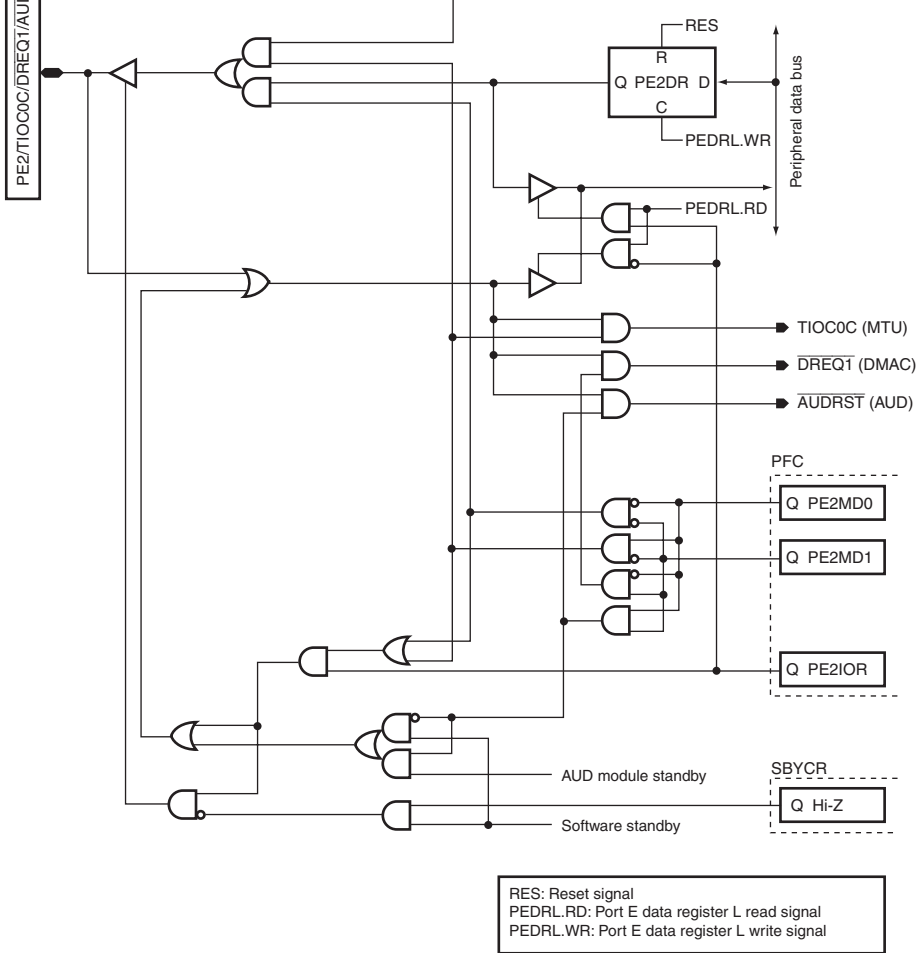 PE2/TIOC0C/DREQ1/AUD
RES
R
Q PE2DR D
C
PEDRL.WR
Peripheral data bus
PEDRL.RD
TIOC0C (MTU)
DREQ1 (DMAC)
AUDRST (AUD)
PFC
Q PE2MD0
Q PE2MD1
Q PE2IOR
AUD module standby
SBYCR
Q Hi-Z
Software standby
RES: Reset signal
PEDRL.RD: Port E data register L read signal
PEDRL.WR: Port E data register L write signal